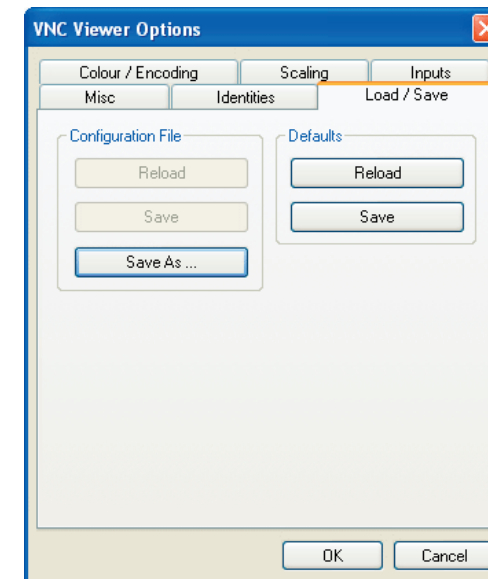 VNC Viewer Options
Colour / Encoding Scaling Inputs
Misc Identities Load / Save
Configuration File Defaults
Reload Reload
Save Save
Save As ...
OK Cancel